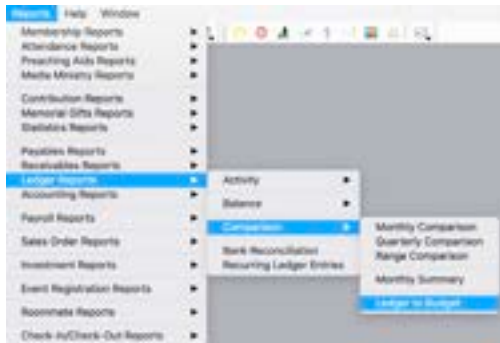 Reports Help Window
Membership Reports
Attendance Reports
Preaching Aids Reports
Media Ministry Reports
Contribution Reports
Memorial Gifts Reports
Statistics Reports
Payables Reports
Receivables Reports
Ledger Reports
Accounting Reports
Payroll Reports
Sales Order Reports
Investment Reports
Event Registration Reports
Roommate Reports
Check-In/Check-Out Reports
Activity
Balance
Comparison
Bank Reconciliation
Recurring Ledger Entries
Monthly Comparison
Quarterly Comparison
Range Comparison
Monthly Summary
Ledger to Budget